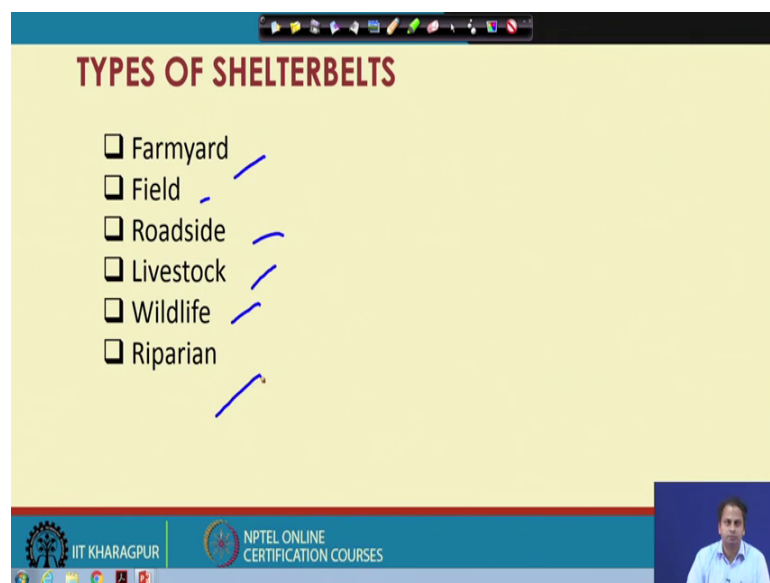 TYPES OF SHELTERBELTS
Farmyard
Field
Roadside
Livestock
Wildlife
Riparian
IIT KHARAGPUR
NPTEL ONLINE
CERTIFICATION COURSES